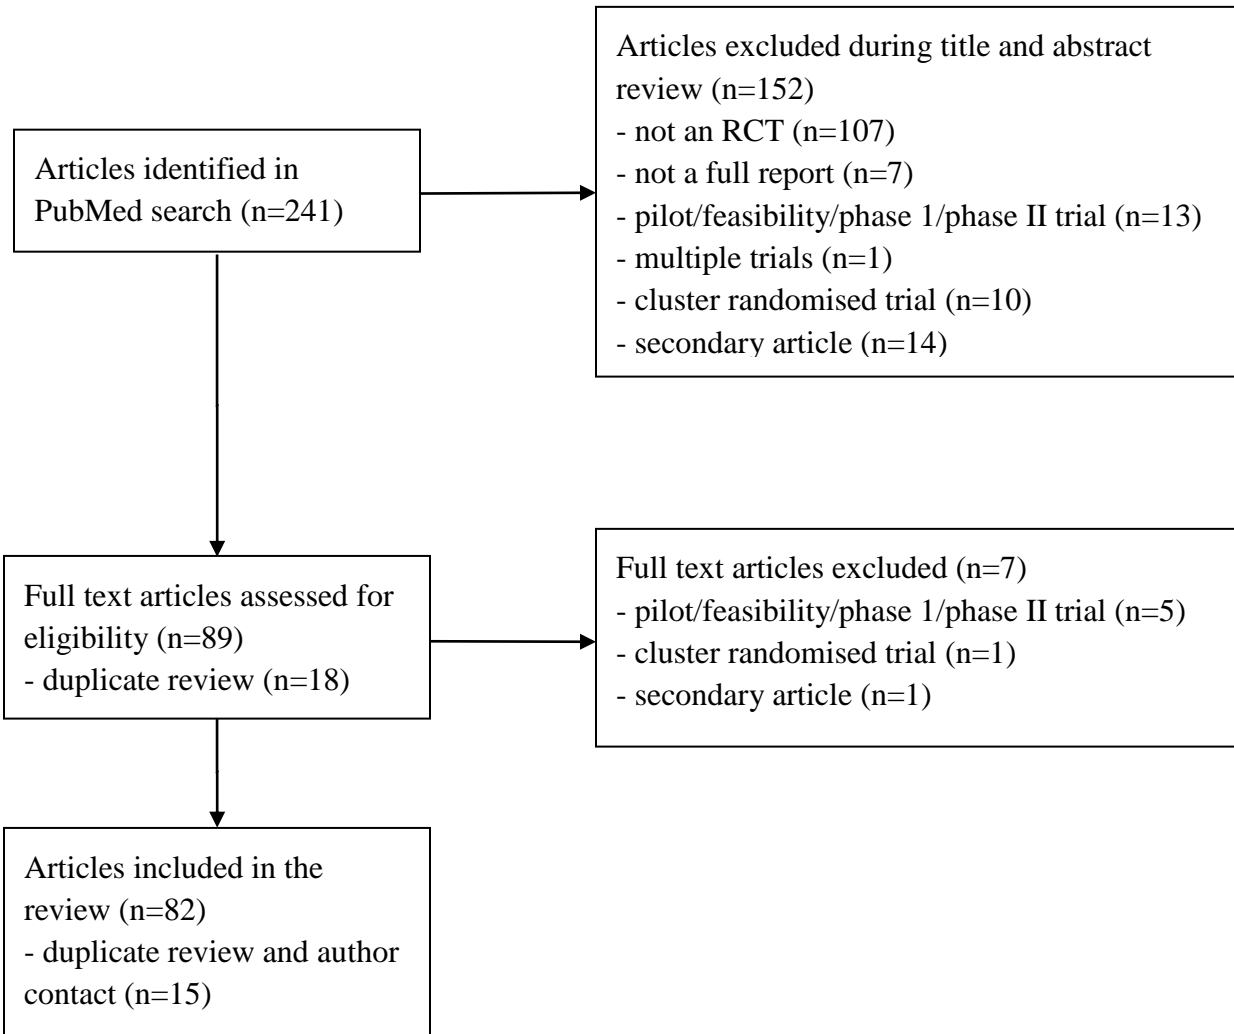 Articles identified in
PubMed search (n=241)
Articles excluded during title and abstract
review (n=152)
- not an RCT (n=107)
- not a full report (n=7)
- pilot/feasibility/phase 1/phase II trial (n=13)
- multiple trials (n=1)
- cluster randomised trial (n=10)
- secondary article (n=14)
Full text articles assessed for
eligibility (n=89)
- duplicate review (n=18)
Full text articles excluded (n=7)
- pilot/feasibility/phase 1/phase II trial (n=5)
- cluster randomised trial (n=1)
- secondary article (n=1)
Articles included in the
review (n=82)
- duplicate review and author
contact (n=15)